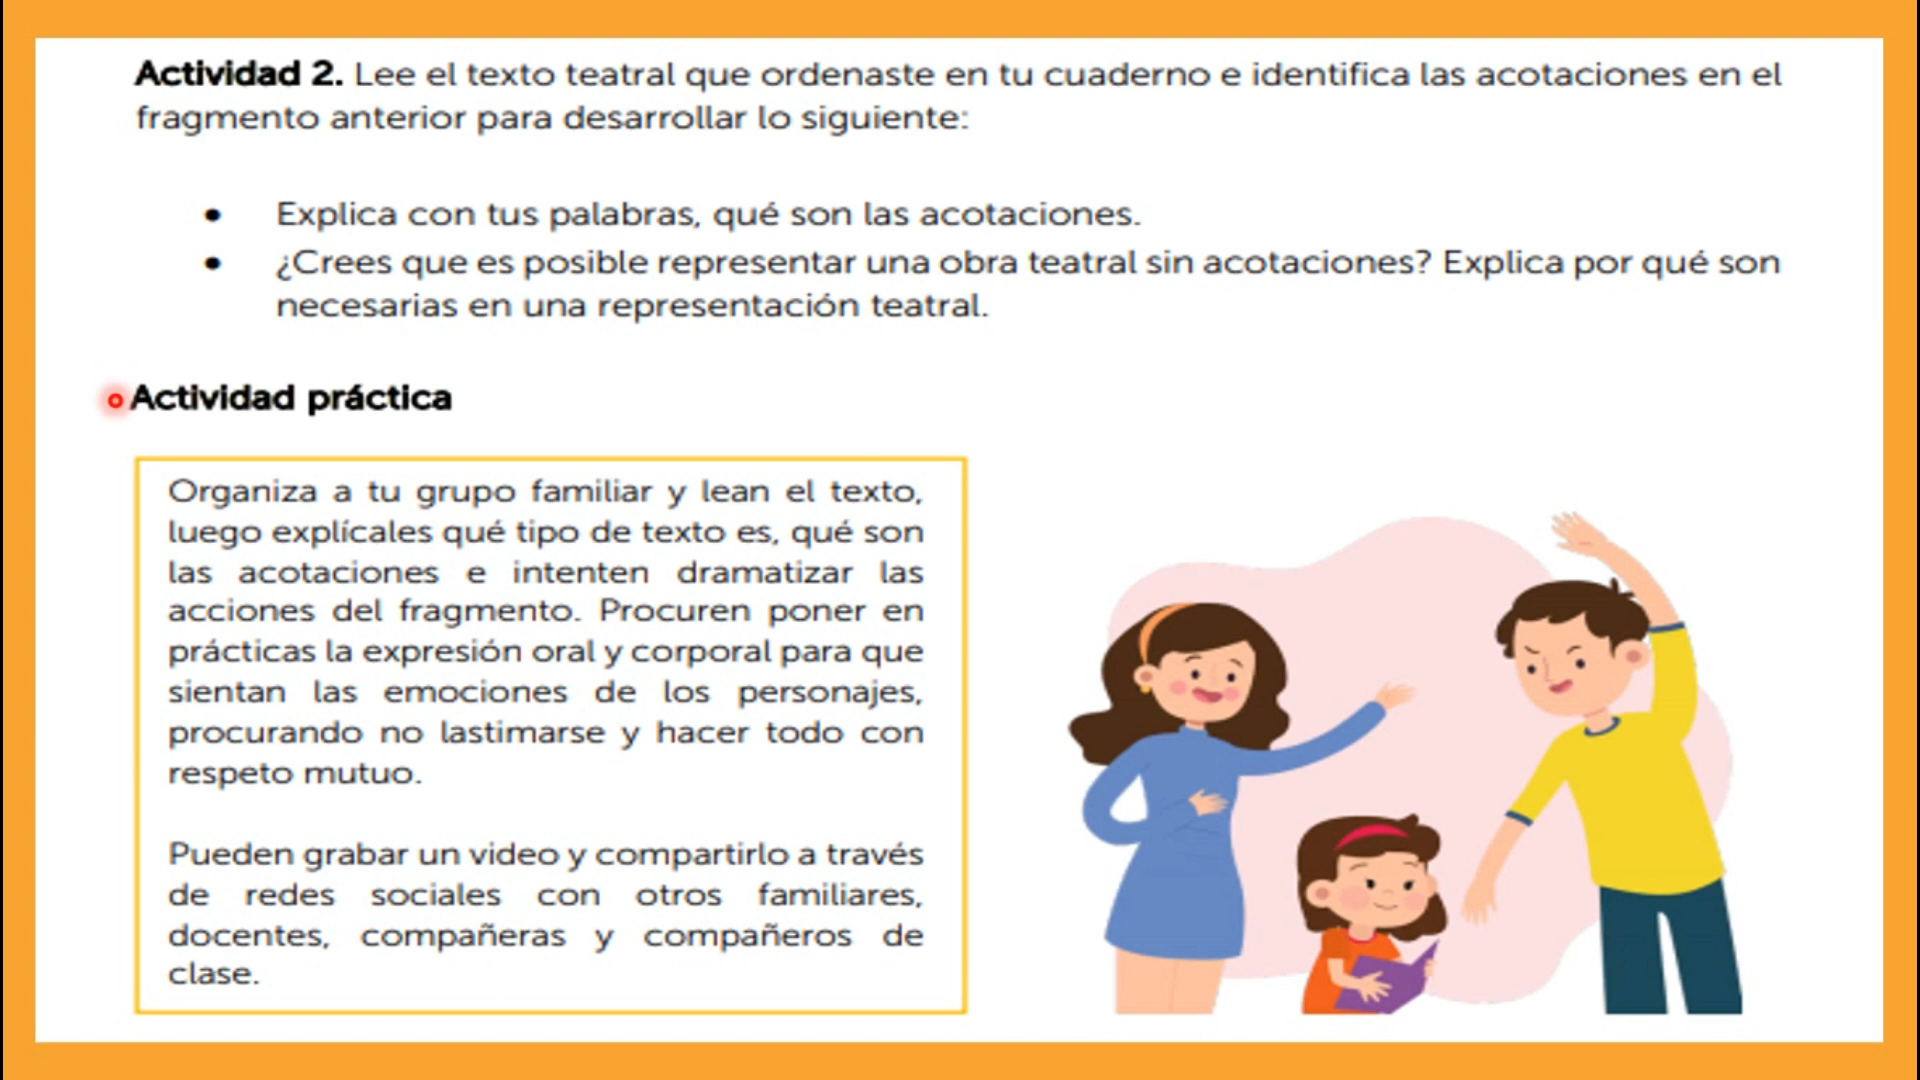 Actividad 2. Lee el texto teatral que ordenaste en tu cuaderno e identifica las acotaciones en el
fragmento anterior para desarrollar lo siguiente:
• Explica con tus palabras, qué son las acotaciones.
• ¿Crees que es posible representar una obra teatral sin acotaciones? Explica por qué son
necesarias en una representación teatral.
Actividad práctica
Organiza a tu grupo familiar y lean el texto,
luego explícales qué tipo de texto es, qué son
las acotaciones e intenten dramatizar las
acciones del fragmento. Procuren poner en
prácticas la expresión oral y corporal para que
sientan las emociones de los personajes,
procurando no lastimarse y hacer todo con
respeto mutuo.
Pueden grabar un video y compartirlo a través
de redes sociales con otros familiares,
docentes, compañeras y compañeros de
clase.